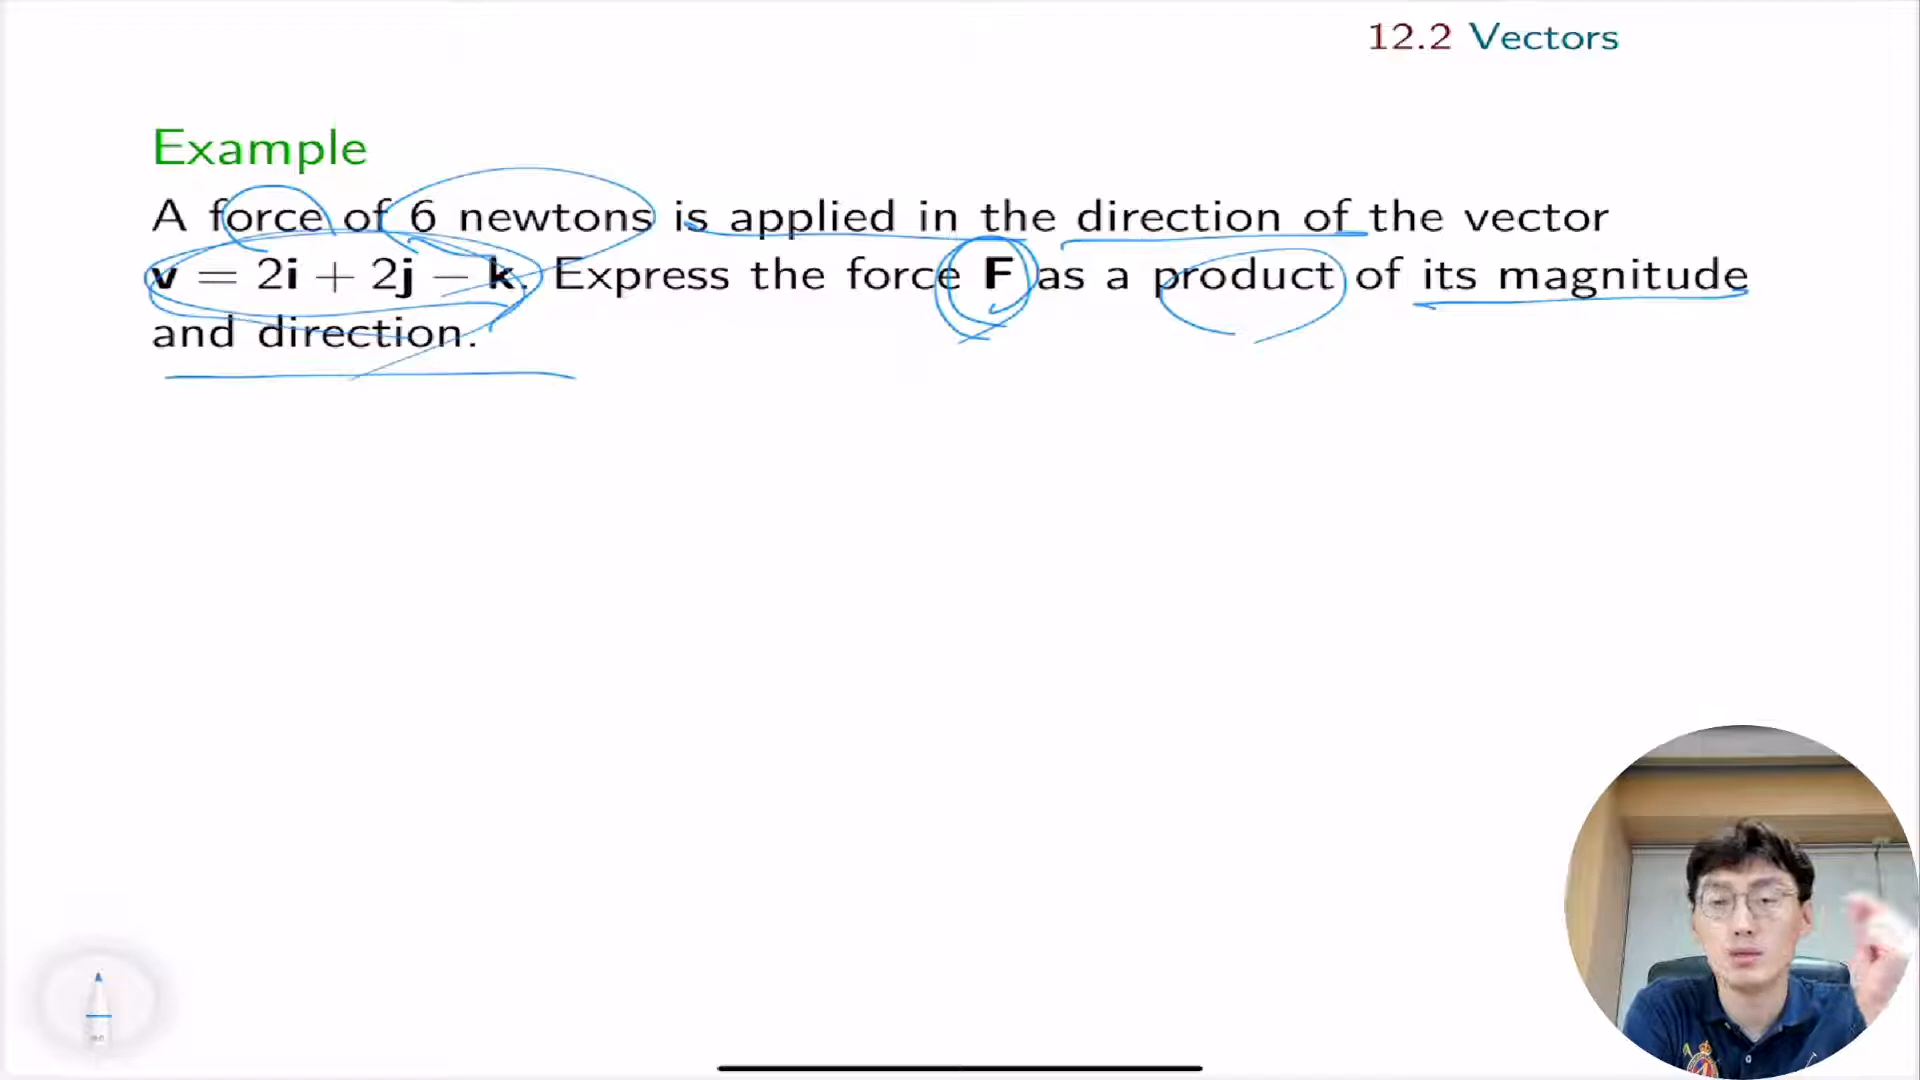 12.2 Vectors
Example
A force of 6 newtons is applied in the direction of the vector
v = 2i + 2j − k. Express the force F as a product of its magnitude
and direction.